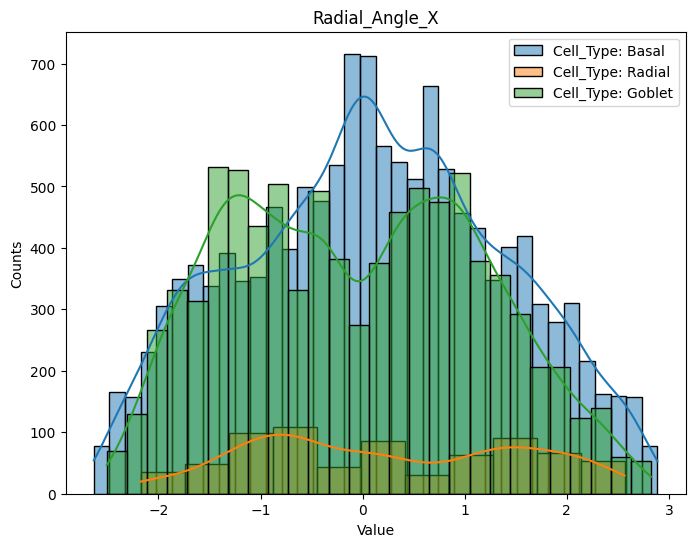 Radial_Angle_X
Cell_Type: Basal
Cell_Type: Radial
Cell_Type: Goblet
700
600
500
400
300
200
100
0
Counts
−2 −1 0 1 2 3
Value